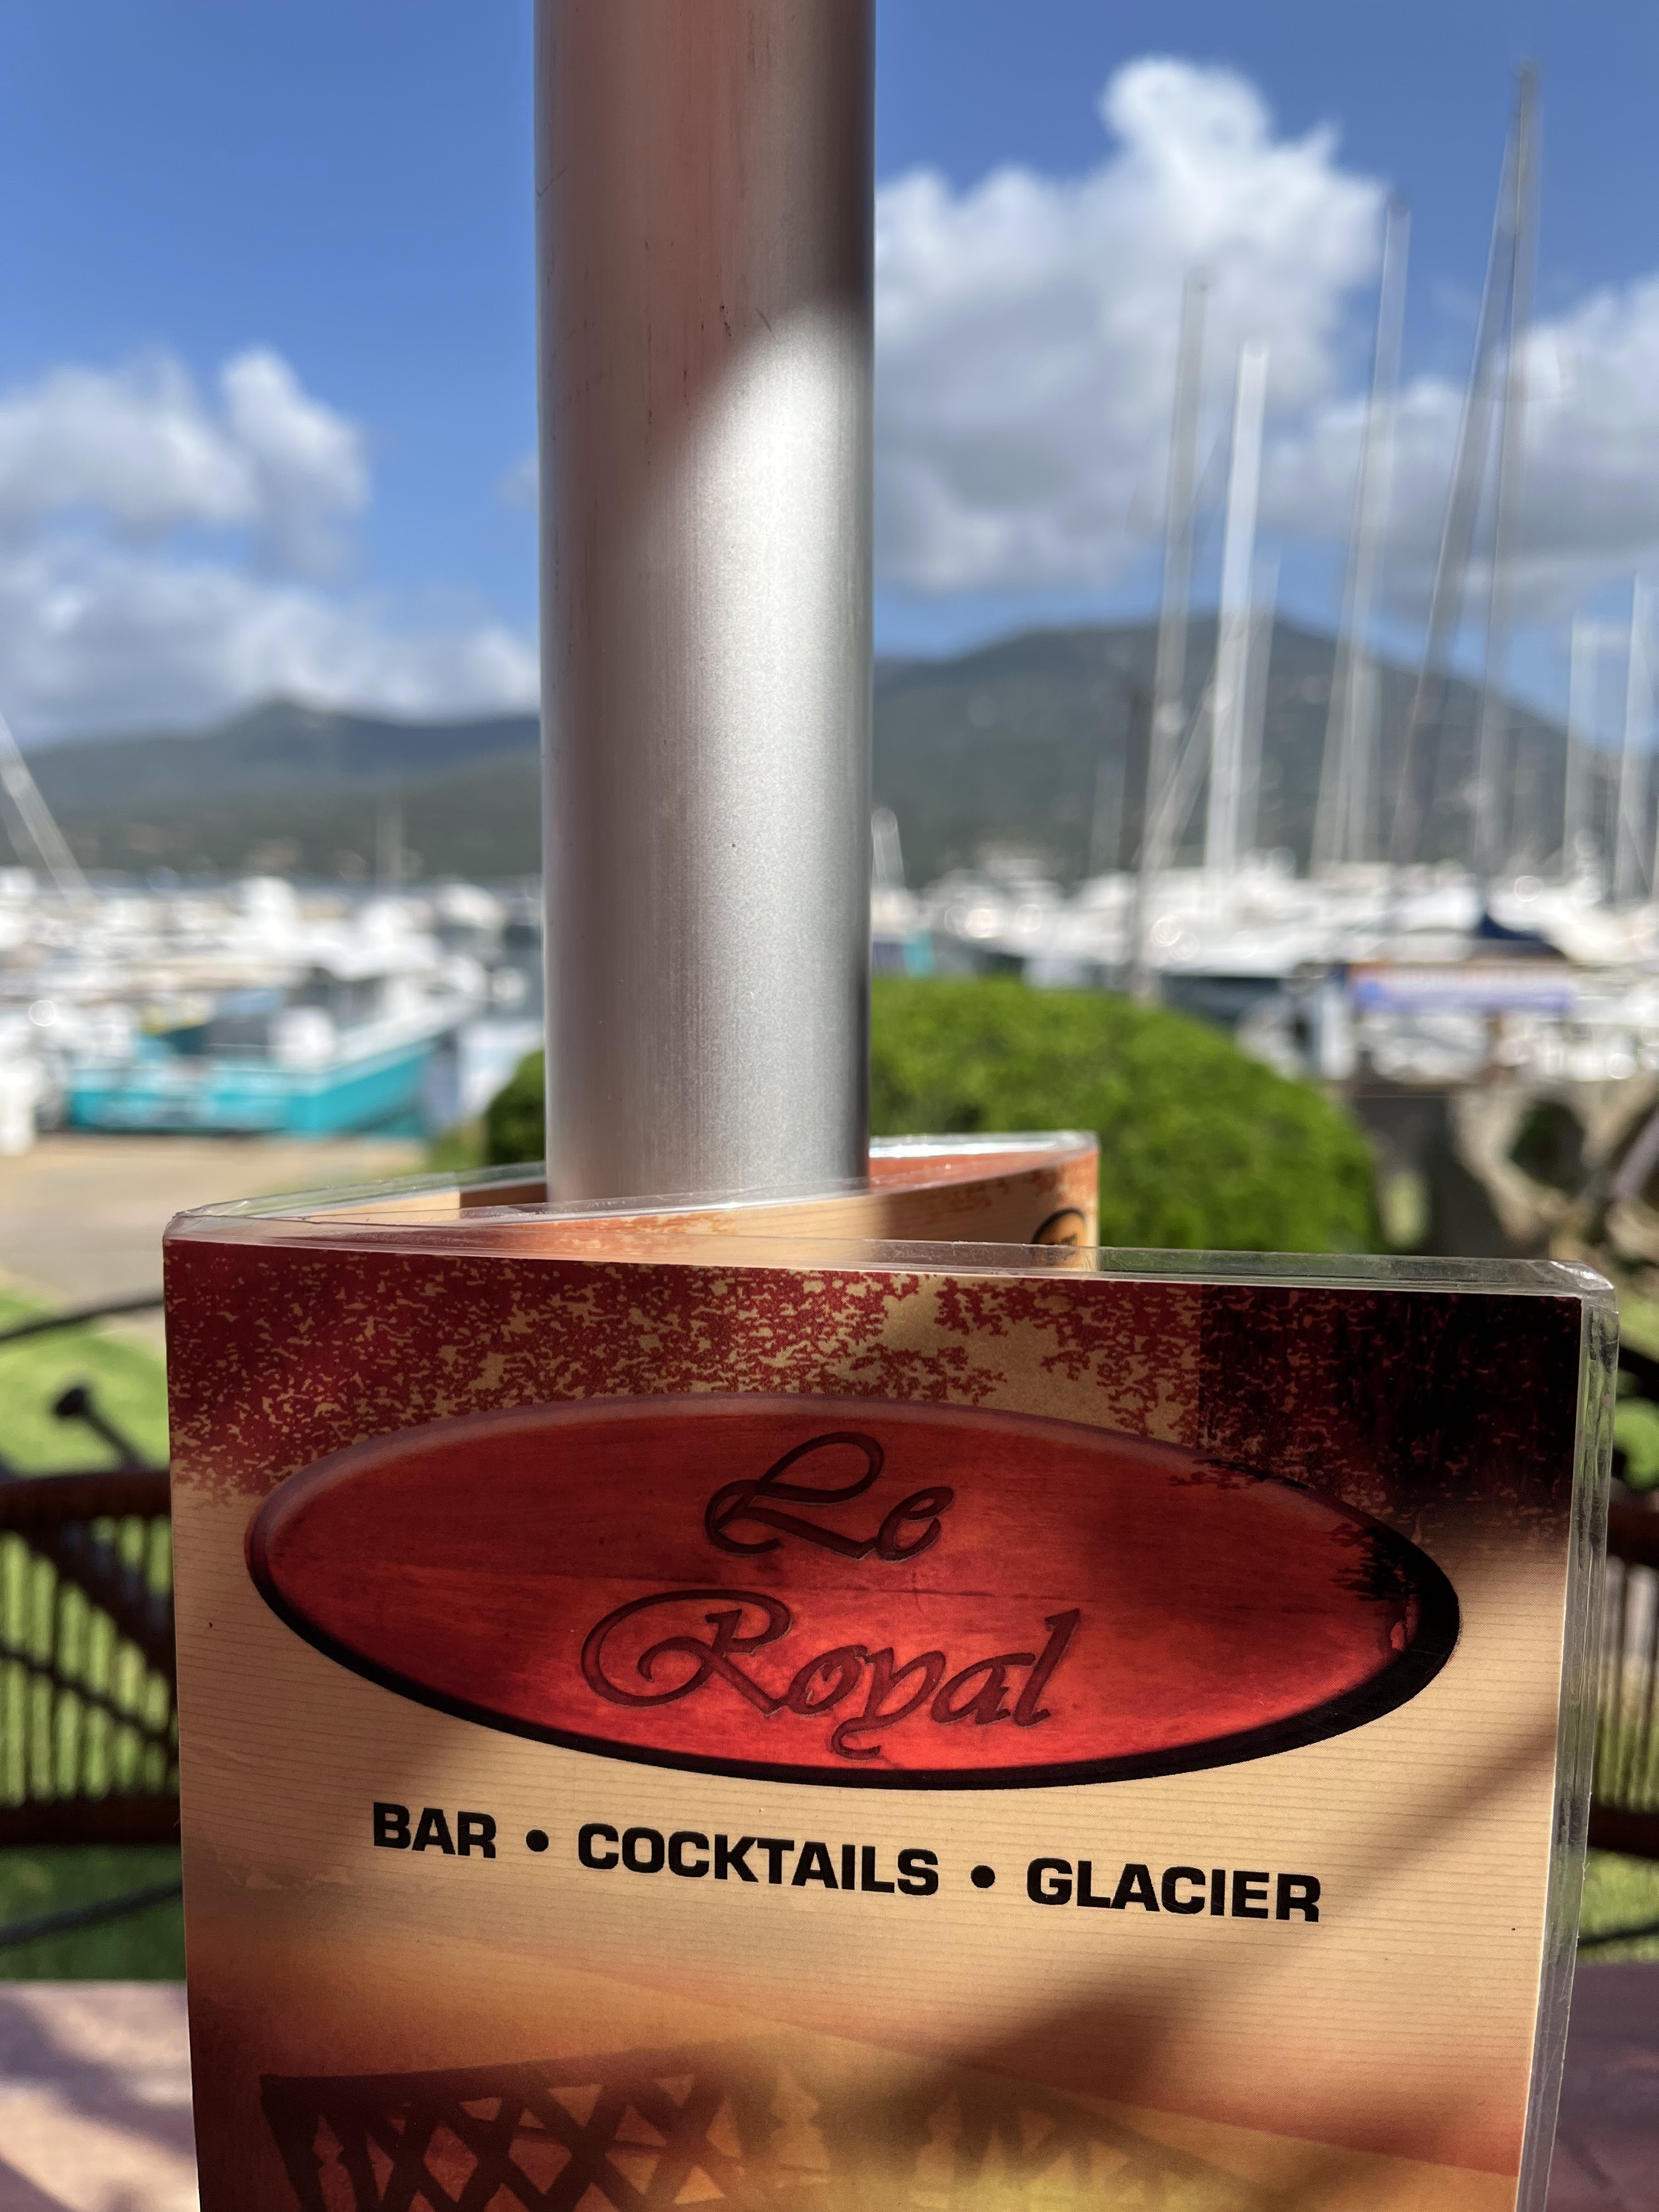 Le
Royal
BAR • COCKTAILS • GLACIER